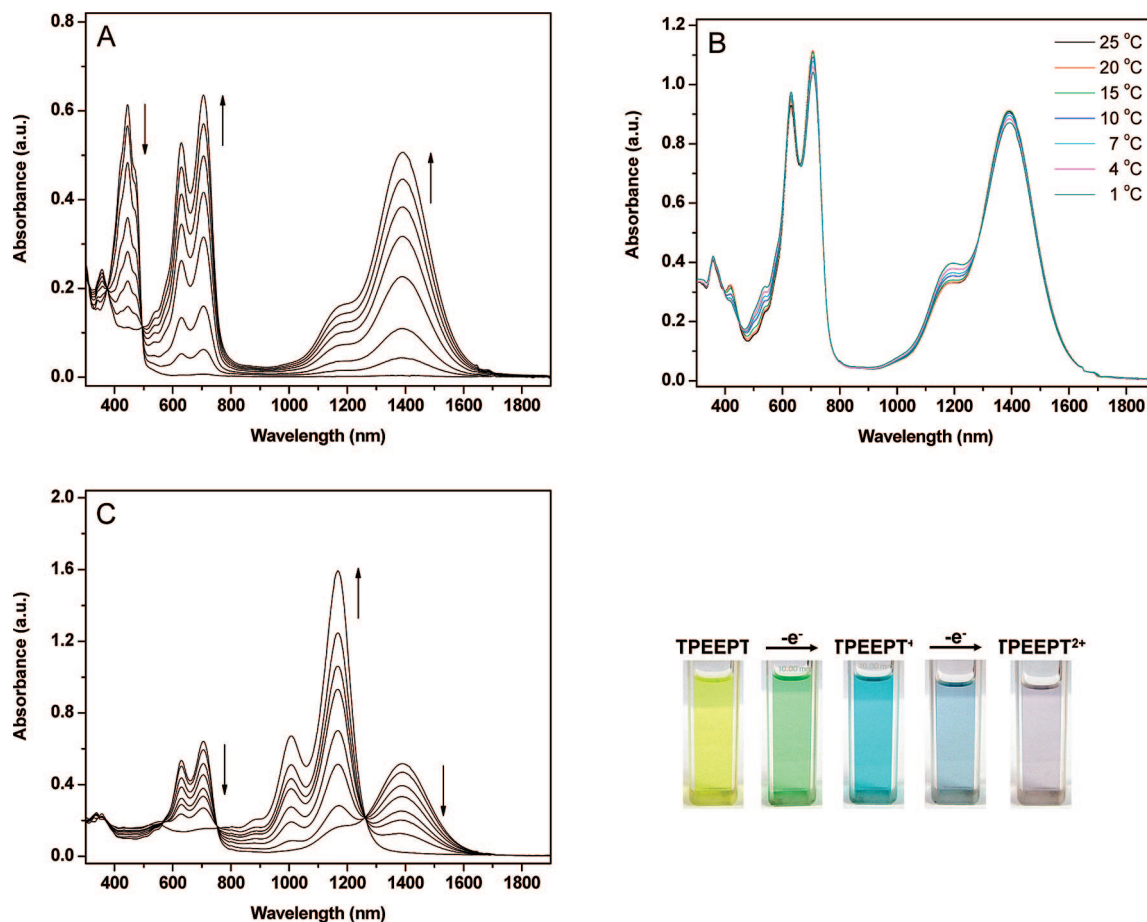 A
Absorbance (a.u.)
0.8
0.6
0.4
0.2
0.0
400 600 800 1000 1200 1400 1600 1800
Wavelength (nm)
B
Absorbance (a.u.)
1.2
1.0
0.8
0.6
0.4
0.2
0.0
25 °C
20 °C
15 °C
10 °C
7 °C
4 °C
1 °C
400 600 800 1000 1200 1400 1600 1800
Wavelength (nm)
C
Absorbance (a.u.)
2.0
1.6
1.2
0.8
0.4
0.0
400 600 800 1000 1200 1400 1600 1800
Wavelength (nm)
TPEEPT -e⁻ TPEEPT⁺ -e⁻ TPEEPT²⁺